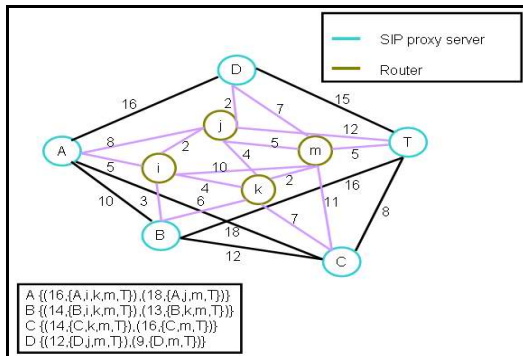 SIP proxy server
Router
D
16
15
2
7
j
12
T
8
5
m
5
A
2
4
i
10
5
4
k
2
16
10
3
6
11
8
7
B
18
12
C
A {(16,{A,i,k,m,T}),(18,{A,j,m,T})}
B {(14,{B,i,k,m,T}),(13,{B,k,m,T})}
C {(14,{C,k,m,T}),(16,{C,m,T})}
D {(12,{D,j,m,T}),(9,{D,m,T})}